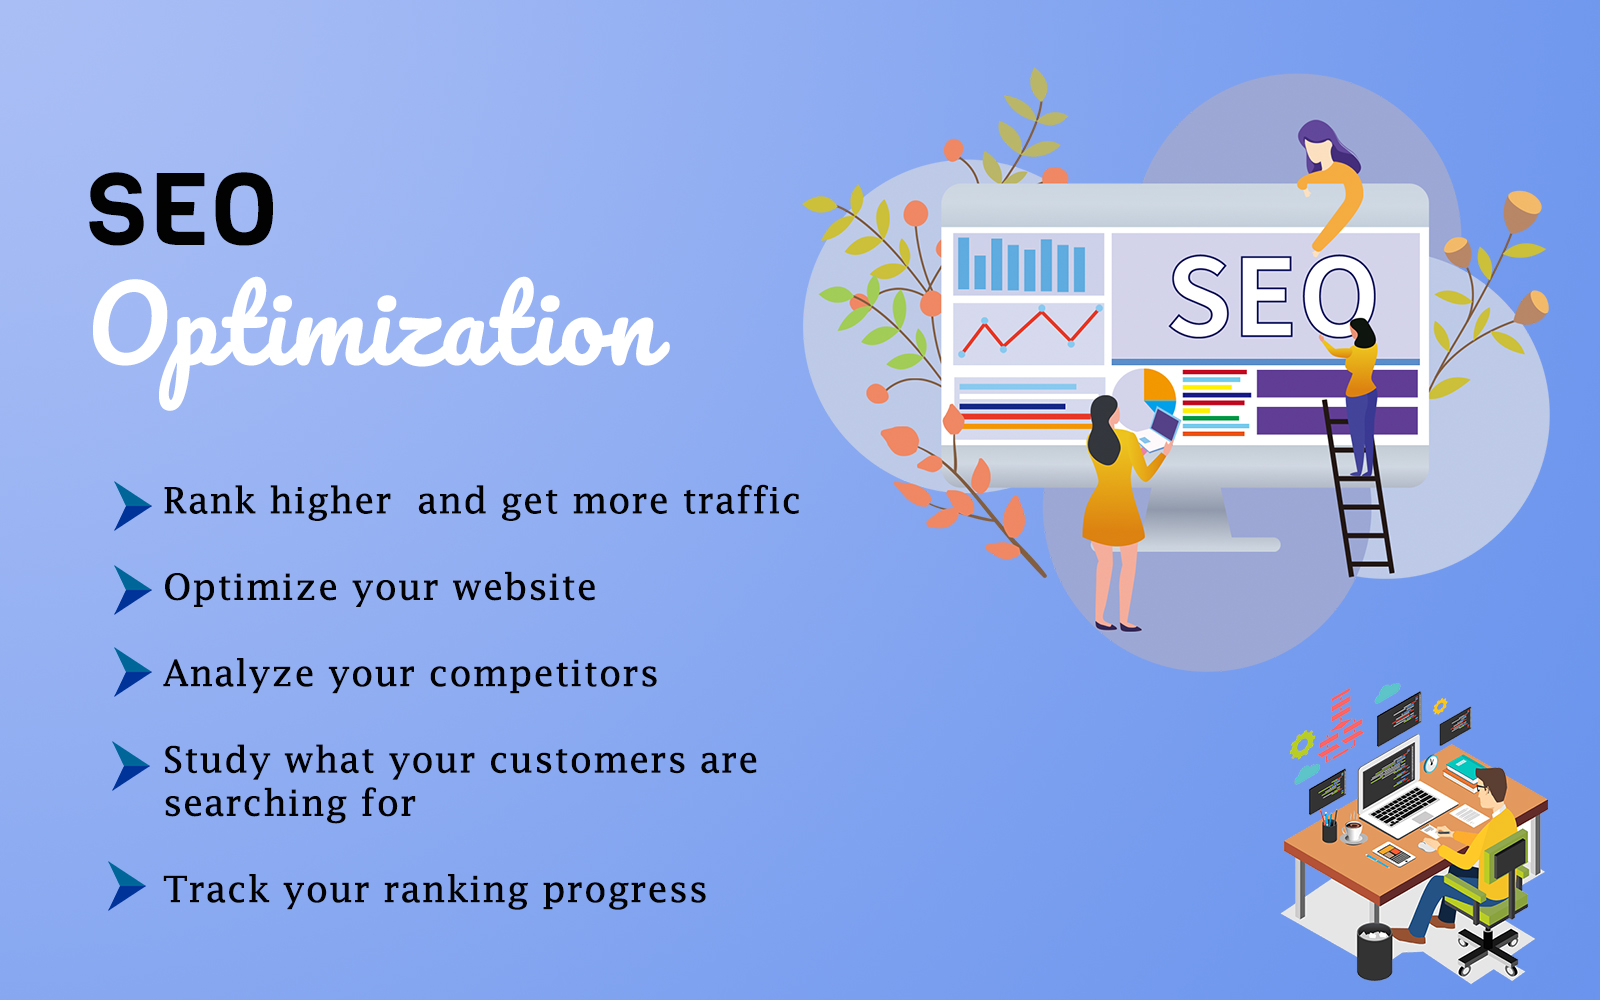 SEO
Optimization
Rank higher  and get more traffic
Optimize your website
Analyze your competitors
Study what your customers are
searching for
Track your ranking progress
SEO